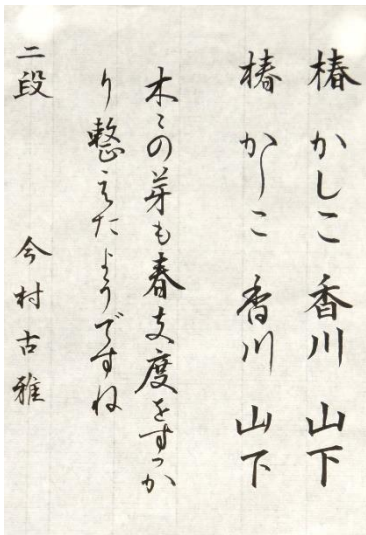 椿 かしこ 香川 山下
椿 かしこ 香川 山下
木々の芽も春支度をすっか
り整えたようですね
二段 今村古雅